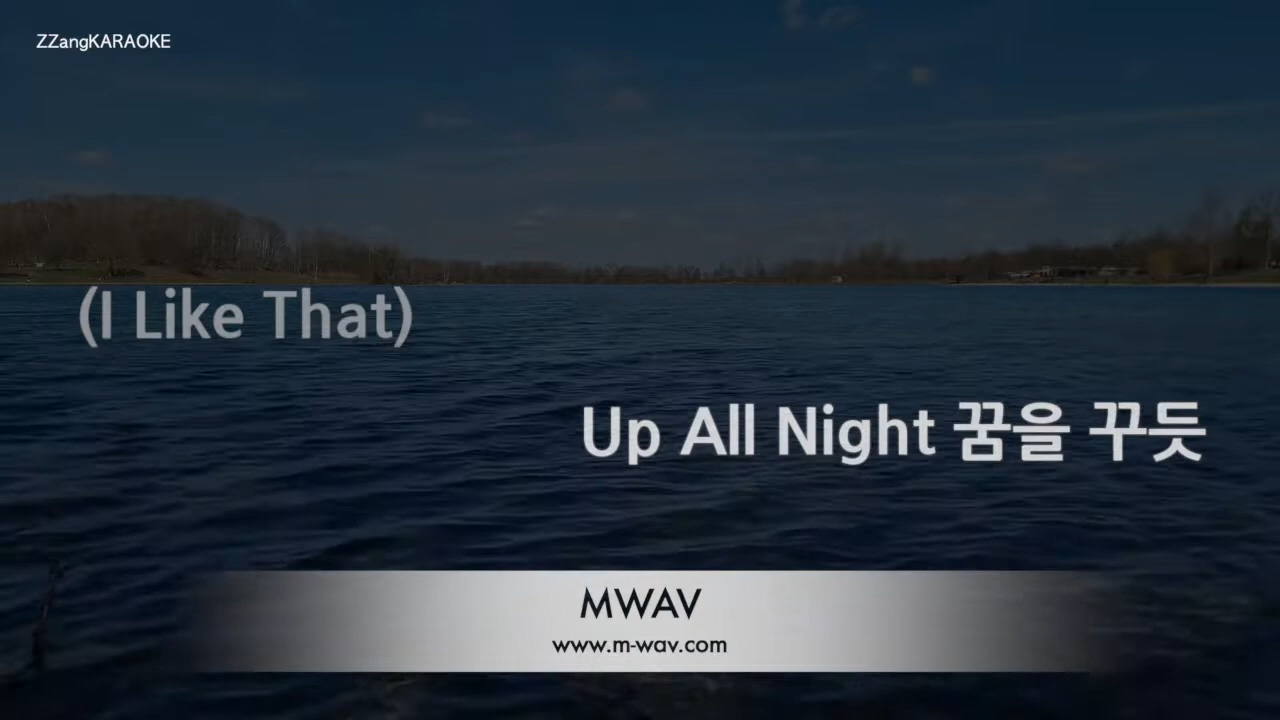 ZZangKARAOKE
(I Like That)
Up All Night 꿈을 꾸듯
MWAV
www.m-wav.com